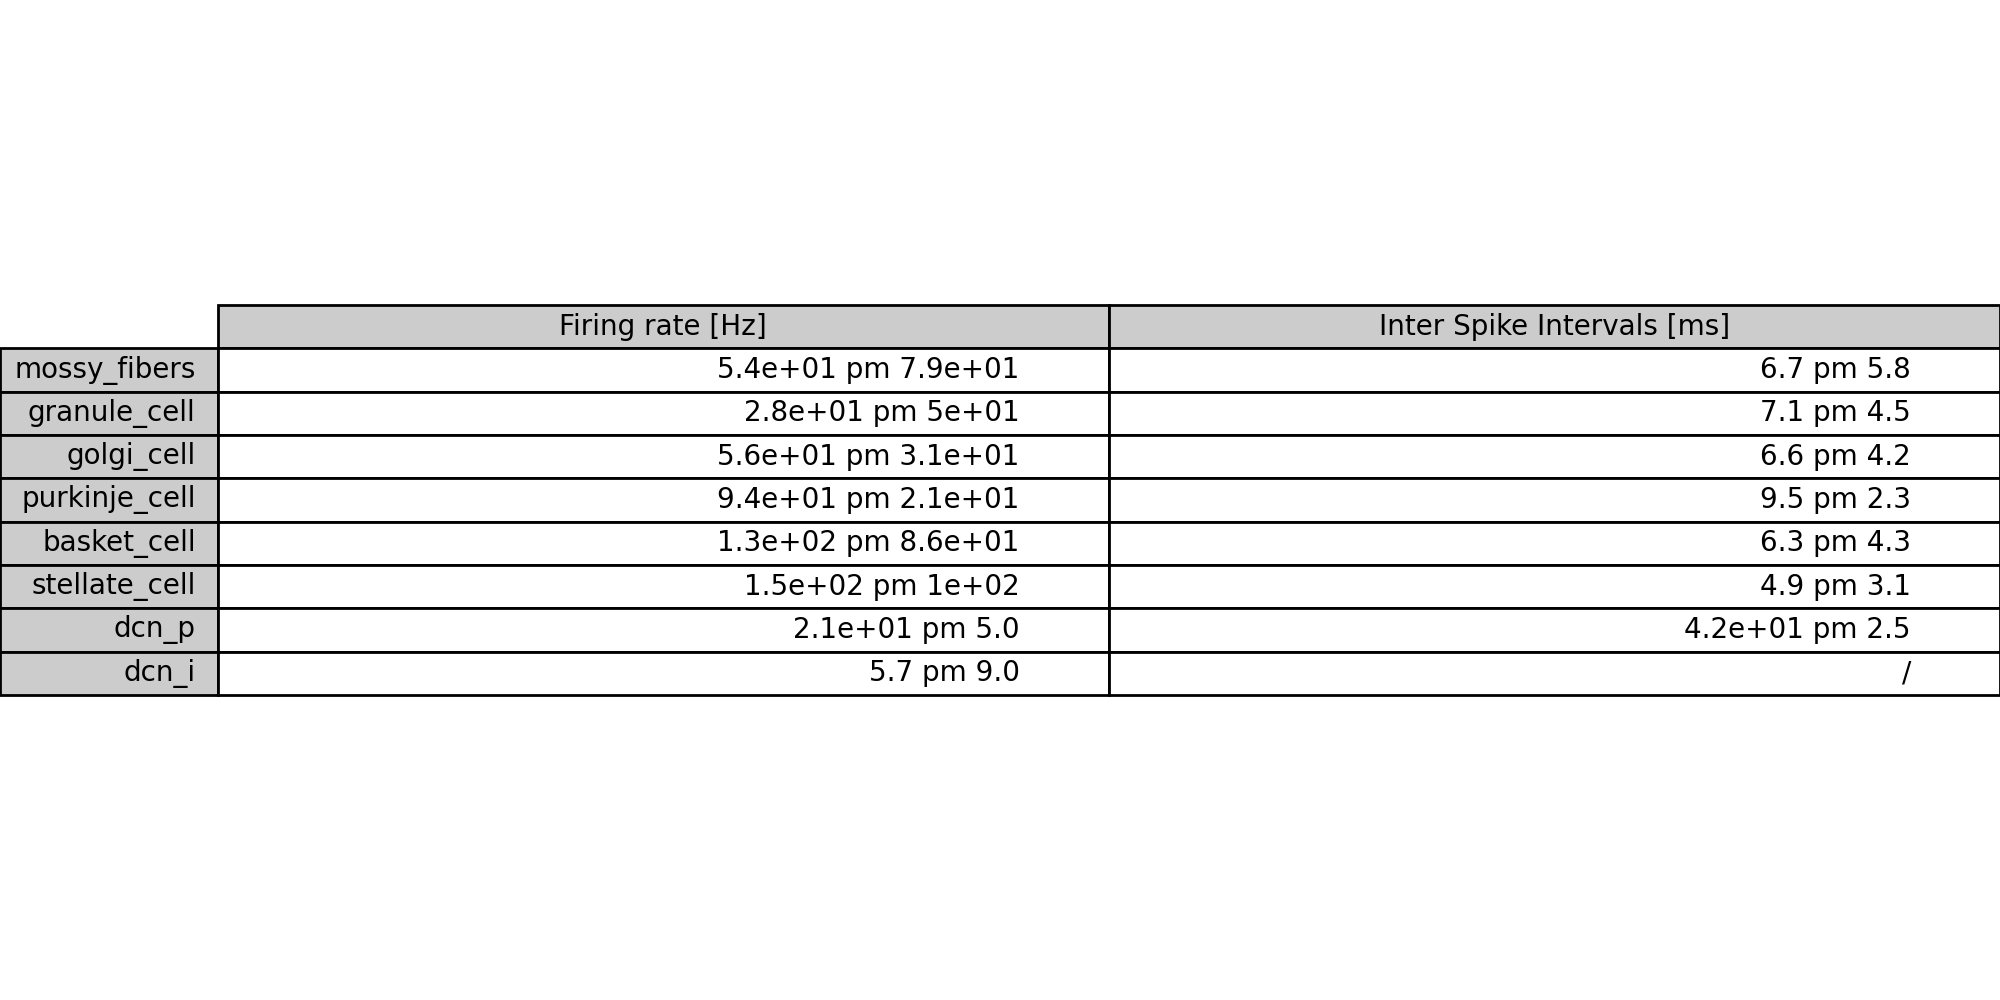 Firing rate [Hz] Inter Spike Intervals [ms]
mossy_fibers 5.4e+01 pm 7.9e+01 6.7 pm 5.8
granule_cell 2.8e+01 pm 5e+01 7.1 pm 4.5
golgi_cell 5.6e+01 pm 3.1e+01 6.6 pm 4.2
purkinje_cell 9.4e+01 pm 2.1e+01 9.5 pm 2.3
basket_cell 1.3e+02 pm 8.6e+01 6.3 pm 4.3
stellate_cell 1.5e+02 pm 1e+02 4.9 pm 3.1
dcn_p 2.1e+01 pm 5.0 4.2e+01 pm 2.5
dcn_i 5.7 pm 9.0 /